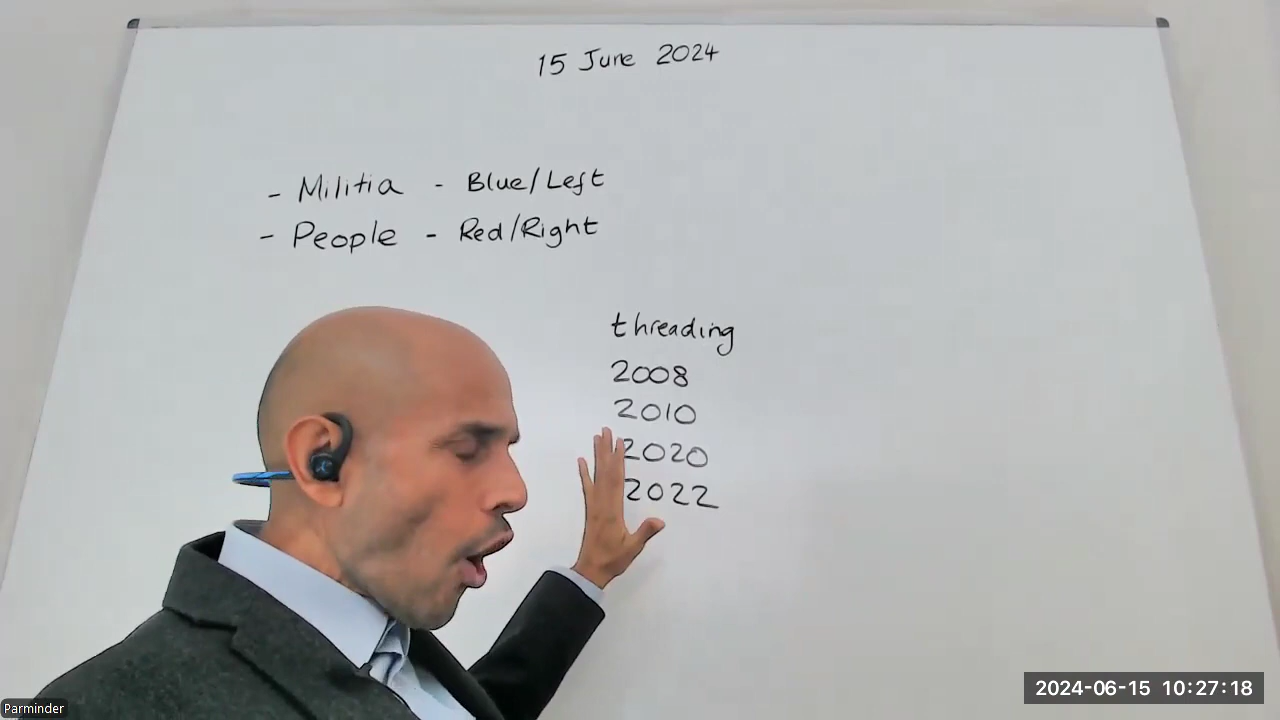 15 June 2024
- Militia - Blue/Left
- People - Red/Right
threading
2008
2010
2020
2022
Parminder
2024-06-15 10:27:18